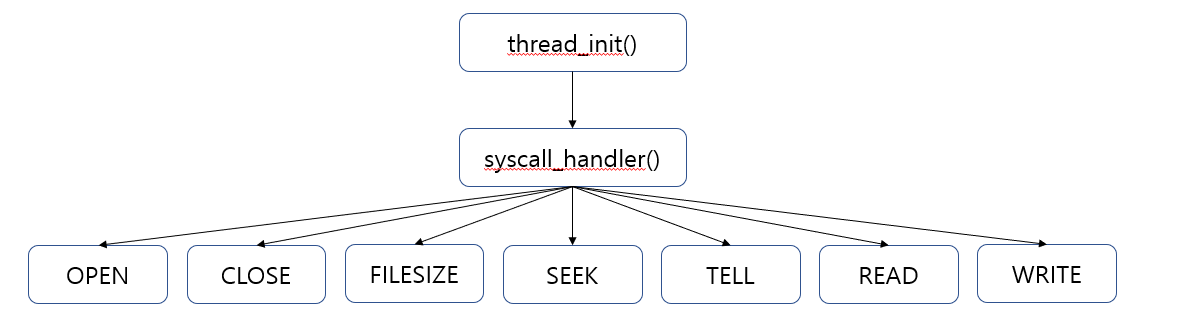 thread_init()
syscall_handler()
OPEN CLOSE FILESIZE SEEK TELL READ WRITE